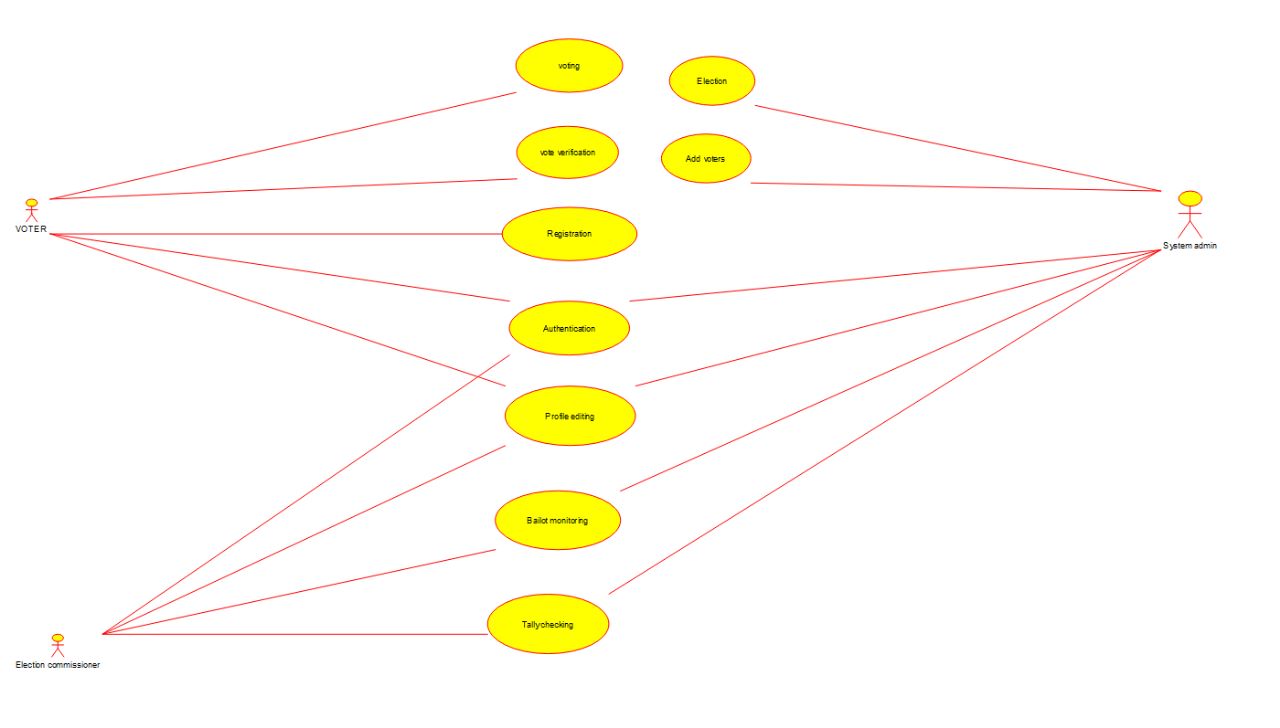 voting
Election
vote verification
Add voters
VOTER
Registration
System admin
Authentication
Profile editing
Ballot monitoring
Tallychecking
Election commissioner